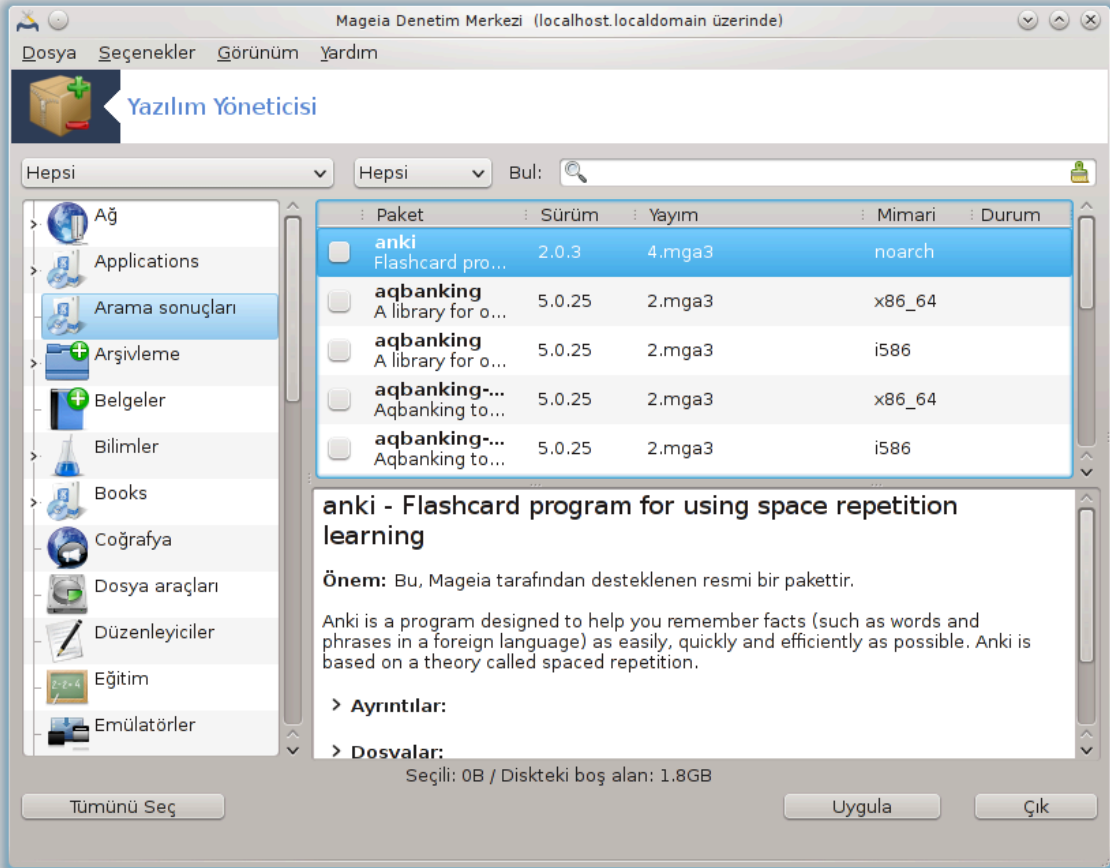 Mageia Denetim Merkezi (localhost.localdomain üzerinde)
Dosya Seçenekler Görünüm Yardım
Yazılım Yöneticisi
Hepsi Hepsi Bul:
Ağ
Applications
Arama sonuçları
Arşivleme
Belgeler
Bilimler
Books
Coğrafya
Dosya araçları
Düzenleyiciler
Eğitim
Emülatörler
Paket Sürüm Yayım Mimari Durum
anki 2.0.3 4.mga3 noarch
Flashcard pro...
aqbanking 5.0.25 2.mga3 x86_64
A library for o...
aqbanking 5.0.25 2.mga3 i586
A library for o...
aqbanking-... 5.0.25 2.mga3 x86_64
Aqbanking to...
aqbanking-... 5.0.25 2.mga3 i586
Aqbanking to...
anki - Flashcard program for using space repetition
learning
Önem: Bu, Mageia tarafından desteklenen resmi bir pakettir.
Anki is a program designed to help you remember facts (such as words and
phrases in a foreign language) as easily, quickly and efficiently as possible. Anki is
based on a theory called spaced repetition.
Ayrıntılar:
Dosyalar:
Seçili: 0B / Diskteki boş alan: 1.8GB
Tümünü Seç Uygula Çık